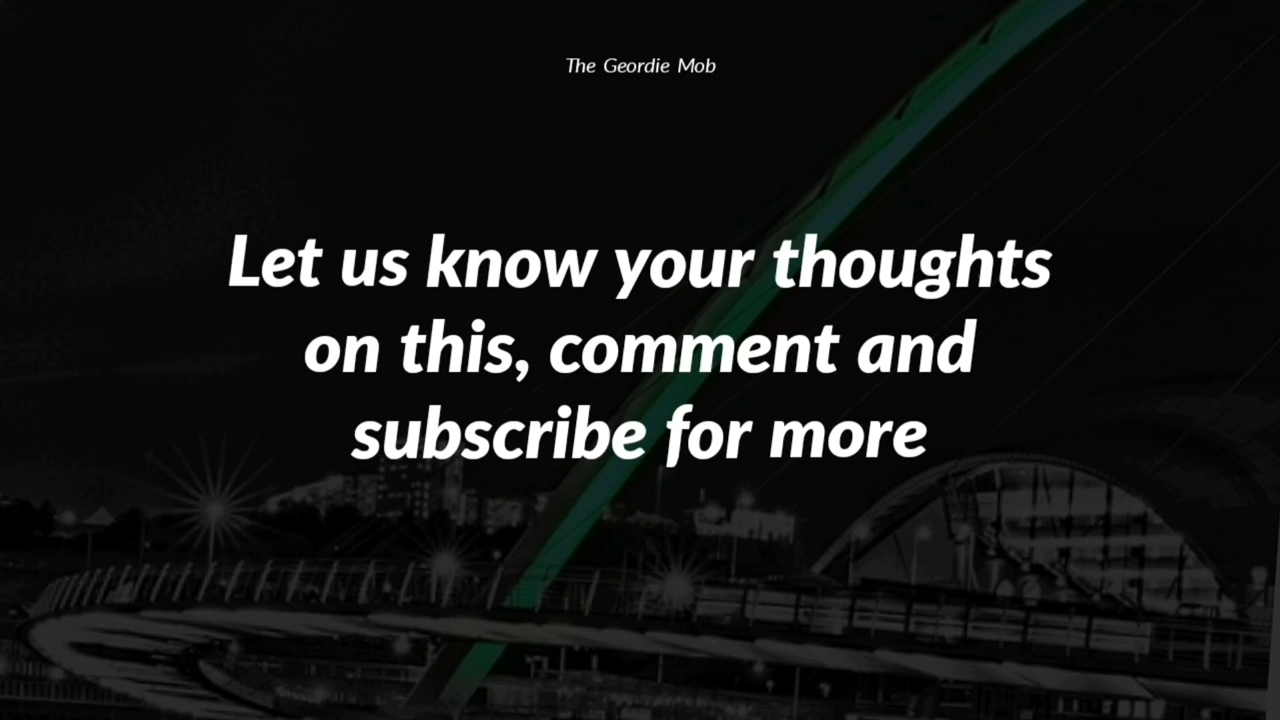 The Geordie Mob
Let us know your thoughts
on this, comment and
subscribe for more